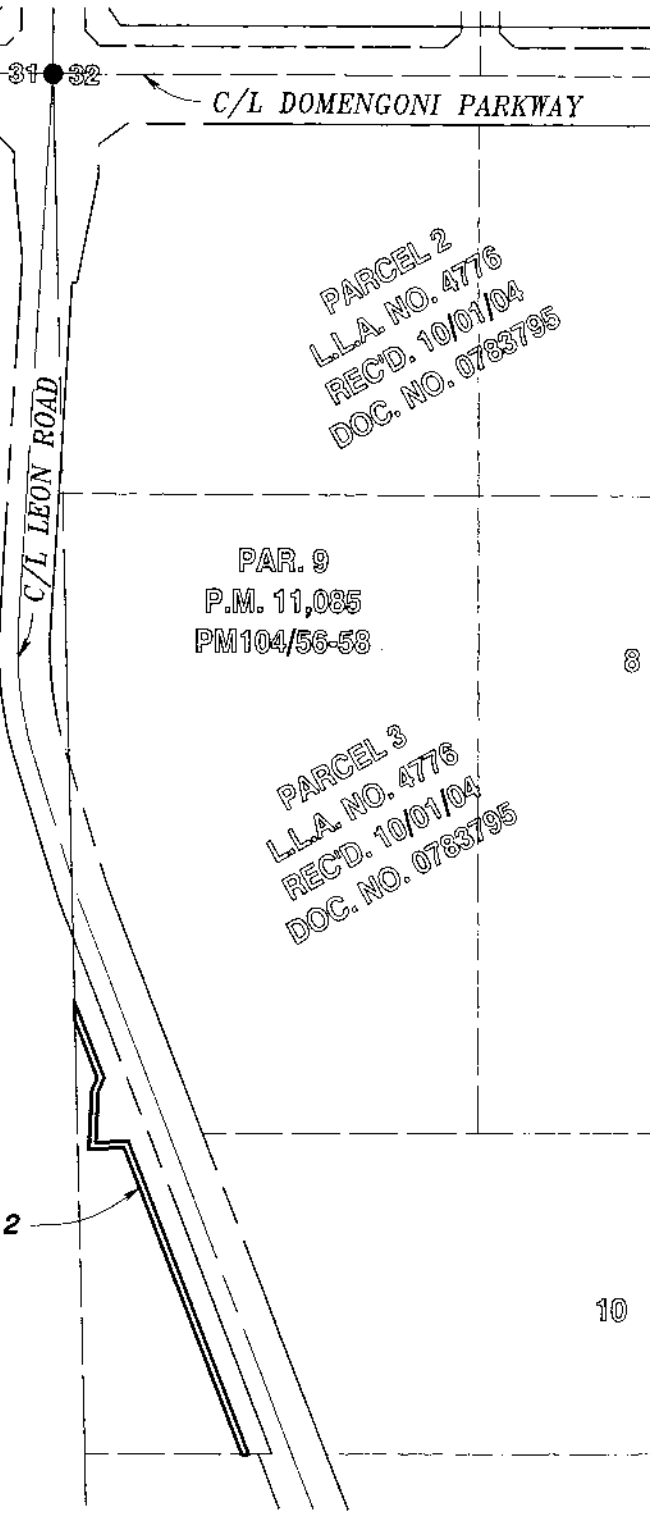 31 32
C/L DOMENGONI PARKWAY
PARCEL 2
L.L.A. NO. 4776
REC'D. 10/01/04
DOC. NO. 0783795
C/L LEON ROAD
PAR. 9
P.M. 11,085
PM104/56-58
8
PARCEL 3
L.L.A. NO. 4776
REC'D. 10/01/04
DOC. NO. 0783795
2
10